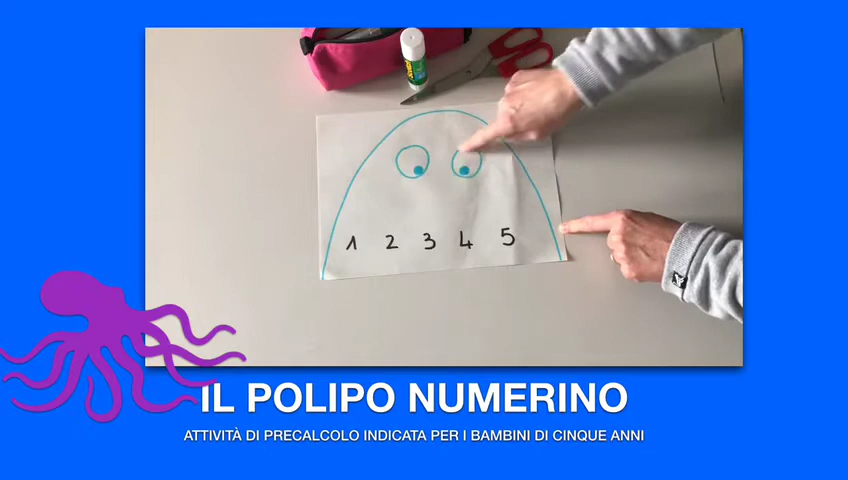 1 2 3 4 5
IL POLIPO NUMERINO
ATTIVITÀ DI PRECALCOLO INDICATA PER I BAMBINI DI CINQUE ANNI